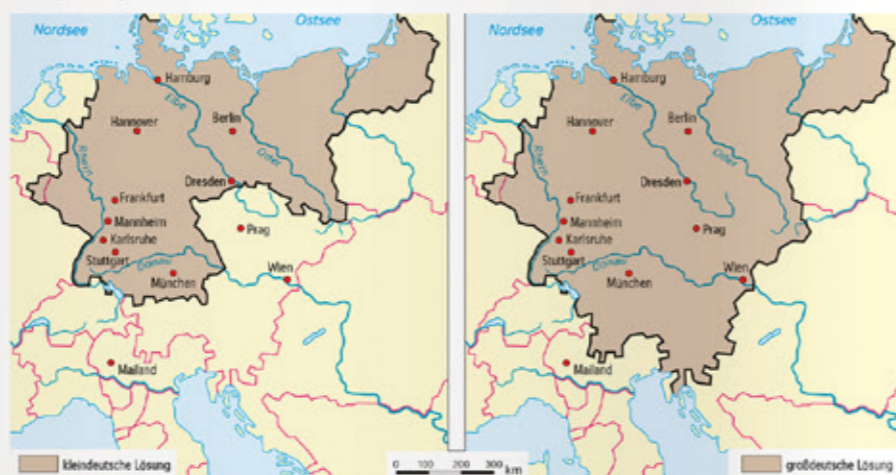 Nordsee
Ostsee
Hamburg
Elbe
Hannover
Berlin
Rhein
Oder
Dresden
Frankfurt
Mannheim
Karlsruhe
Prag
Stuttgart
Donau
Wien
München
Mailand
kleindeutsche Lösung
0 100 200 300 km
Nordsee
Ostsee
Hamburg
Elbe
Hannover
Berlin
Rhein
Oder
Dresden
Frankfurt
Mannheim
Karlsruhe
Prag
Stuttgart
Donau
Wien
München
Mailand
großdeutsche Lösung